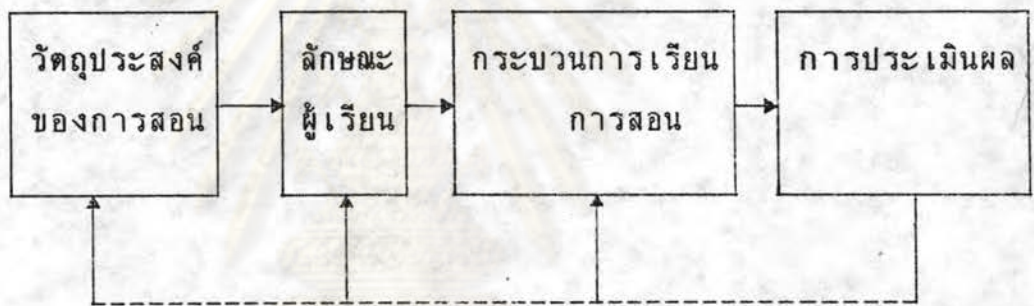 วัตถุประสงค์
ของการสอน
ลักษณะ
ผู้เรียน
กระบวนการเรียน
การสอน
การประเมินผล